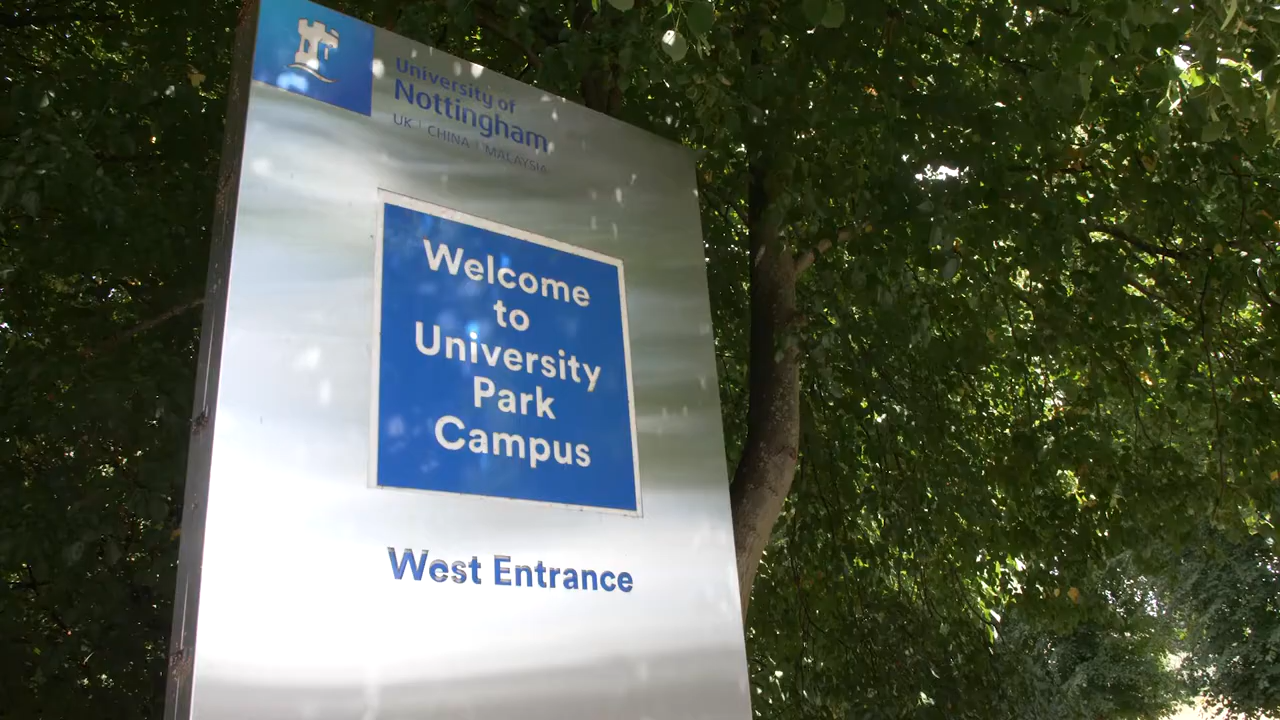 University of
Nottingham
UK | CHINA | MALAYSIA
Welcome
to
University
Park
Campus
West Entrance